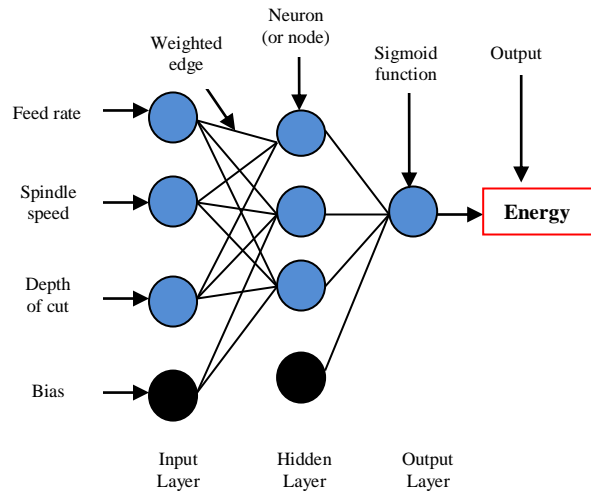 Neuron
(or node)
Weighted
edge
Sigmoid
function
Output
Feed rate
Spindle
speed
Energy
Depth
of cut
Bias
Input
Layer
Hidden
Layer
Output
Layer